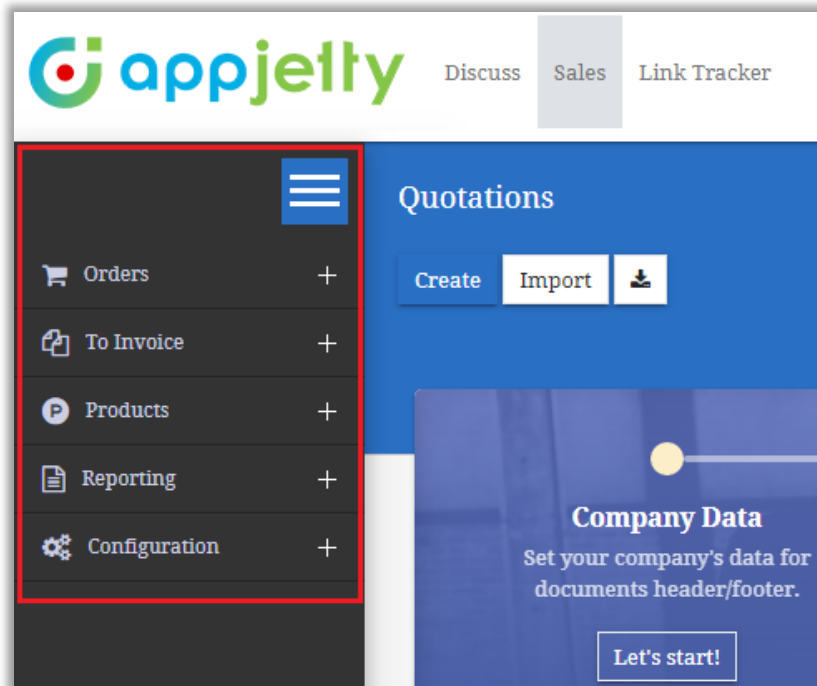 appjetty
Discuss Sales Link Tracker
Quotations
Create Import
Orders
To Invoice
Products
Reporting
Configuration
Company Data
Set your company's data for
documents header/footer.
Let's start!